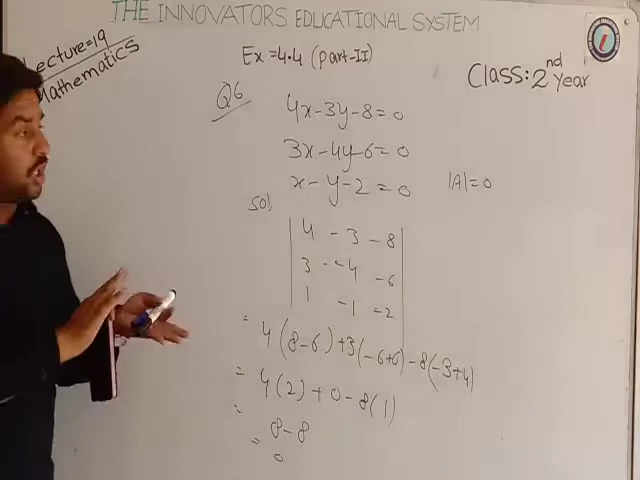 THE INNOVATORS EDUCATIONAL SYSTEM
Lecture=19
Mathematics
Ex=4.4 (part-II)
Class: 2nd year
Q6
4x-3y-8=0
3x-4y-6=0
x-y-2=0
|A|=0
Sol
4 -3 -8
3 -4 -6
1 -1 -2
= 4(8-6)+3(-6+6)-8(-3+4)
= 4(2)+0-8(1)
= 8-8
= 0